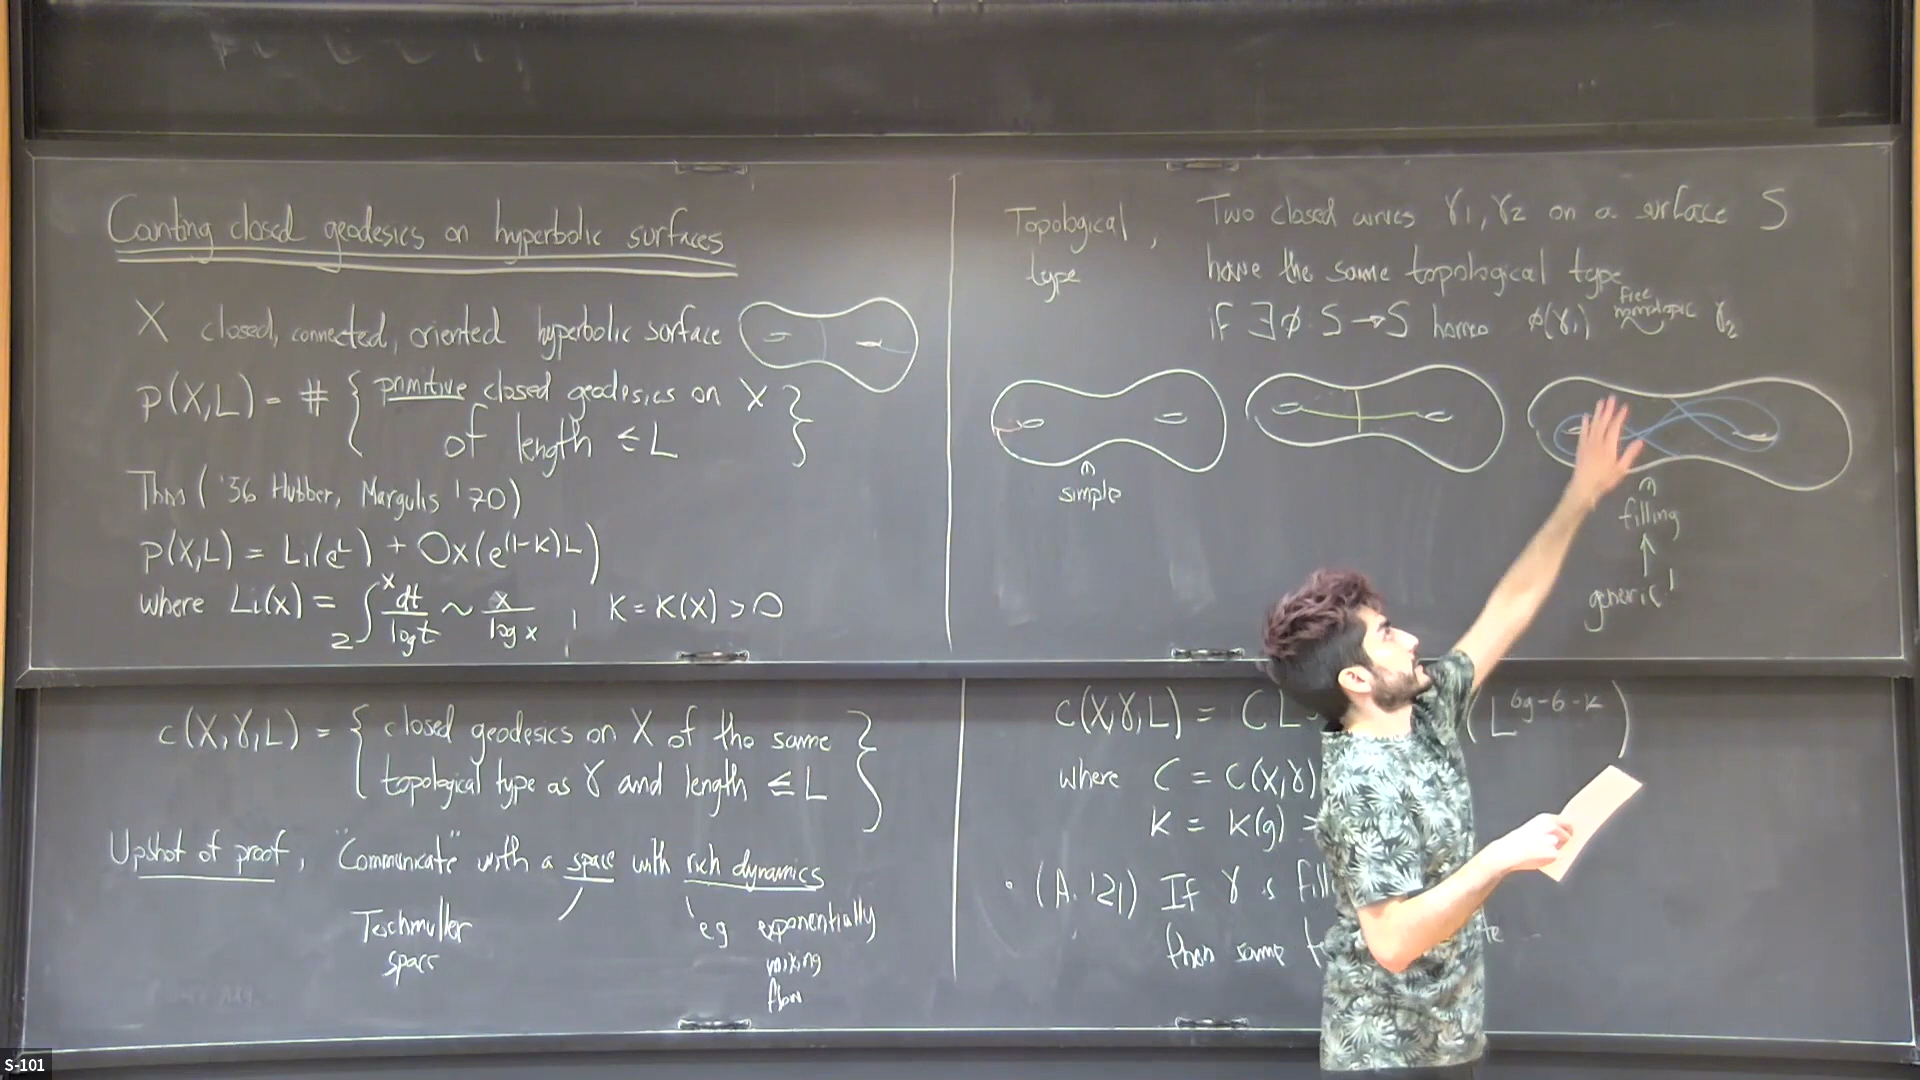 Counting closed geodesics on hyperbolic surfaces
X closed, connected, oriented hyperbolic surface
p(X,L) = # { primitive closed geodesics on X
of length ≤ L }
Thm ( '56 Hubber, Margulis '70)
p(X,L) = Li(e^L) + O_X(e^{(1-κ)L})
where Li(x) = ∫_2^x dt/log t ~ x/log x , κ = κ(X) > 0
Topological type, Two closed curves γ1, γ2 on a surface S
have the same topological type
if ∃ φ: S → S homeo φ(γ1) free homotopic γ2
simple
filling
generic!
c(X,γ,L) = { closed geodesics on X of the same
topological type as γ and length ≤ L }
Upshot of proof, "Communicate" with a space with rich dynamics
Teichmuller
space
eg exponentially
mixing
flow
c(X,γ,L) = C L (L^{6g-6-κ})
where C = C(X,γ)
κ = κ(g) >
• (A. '21) If γ is fill
then same
S-101